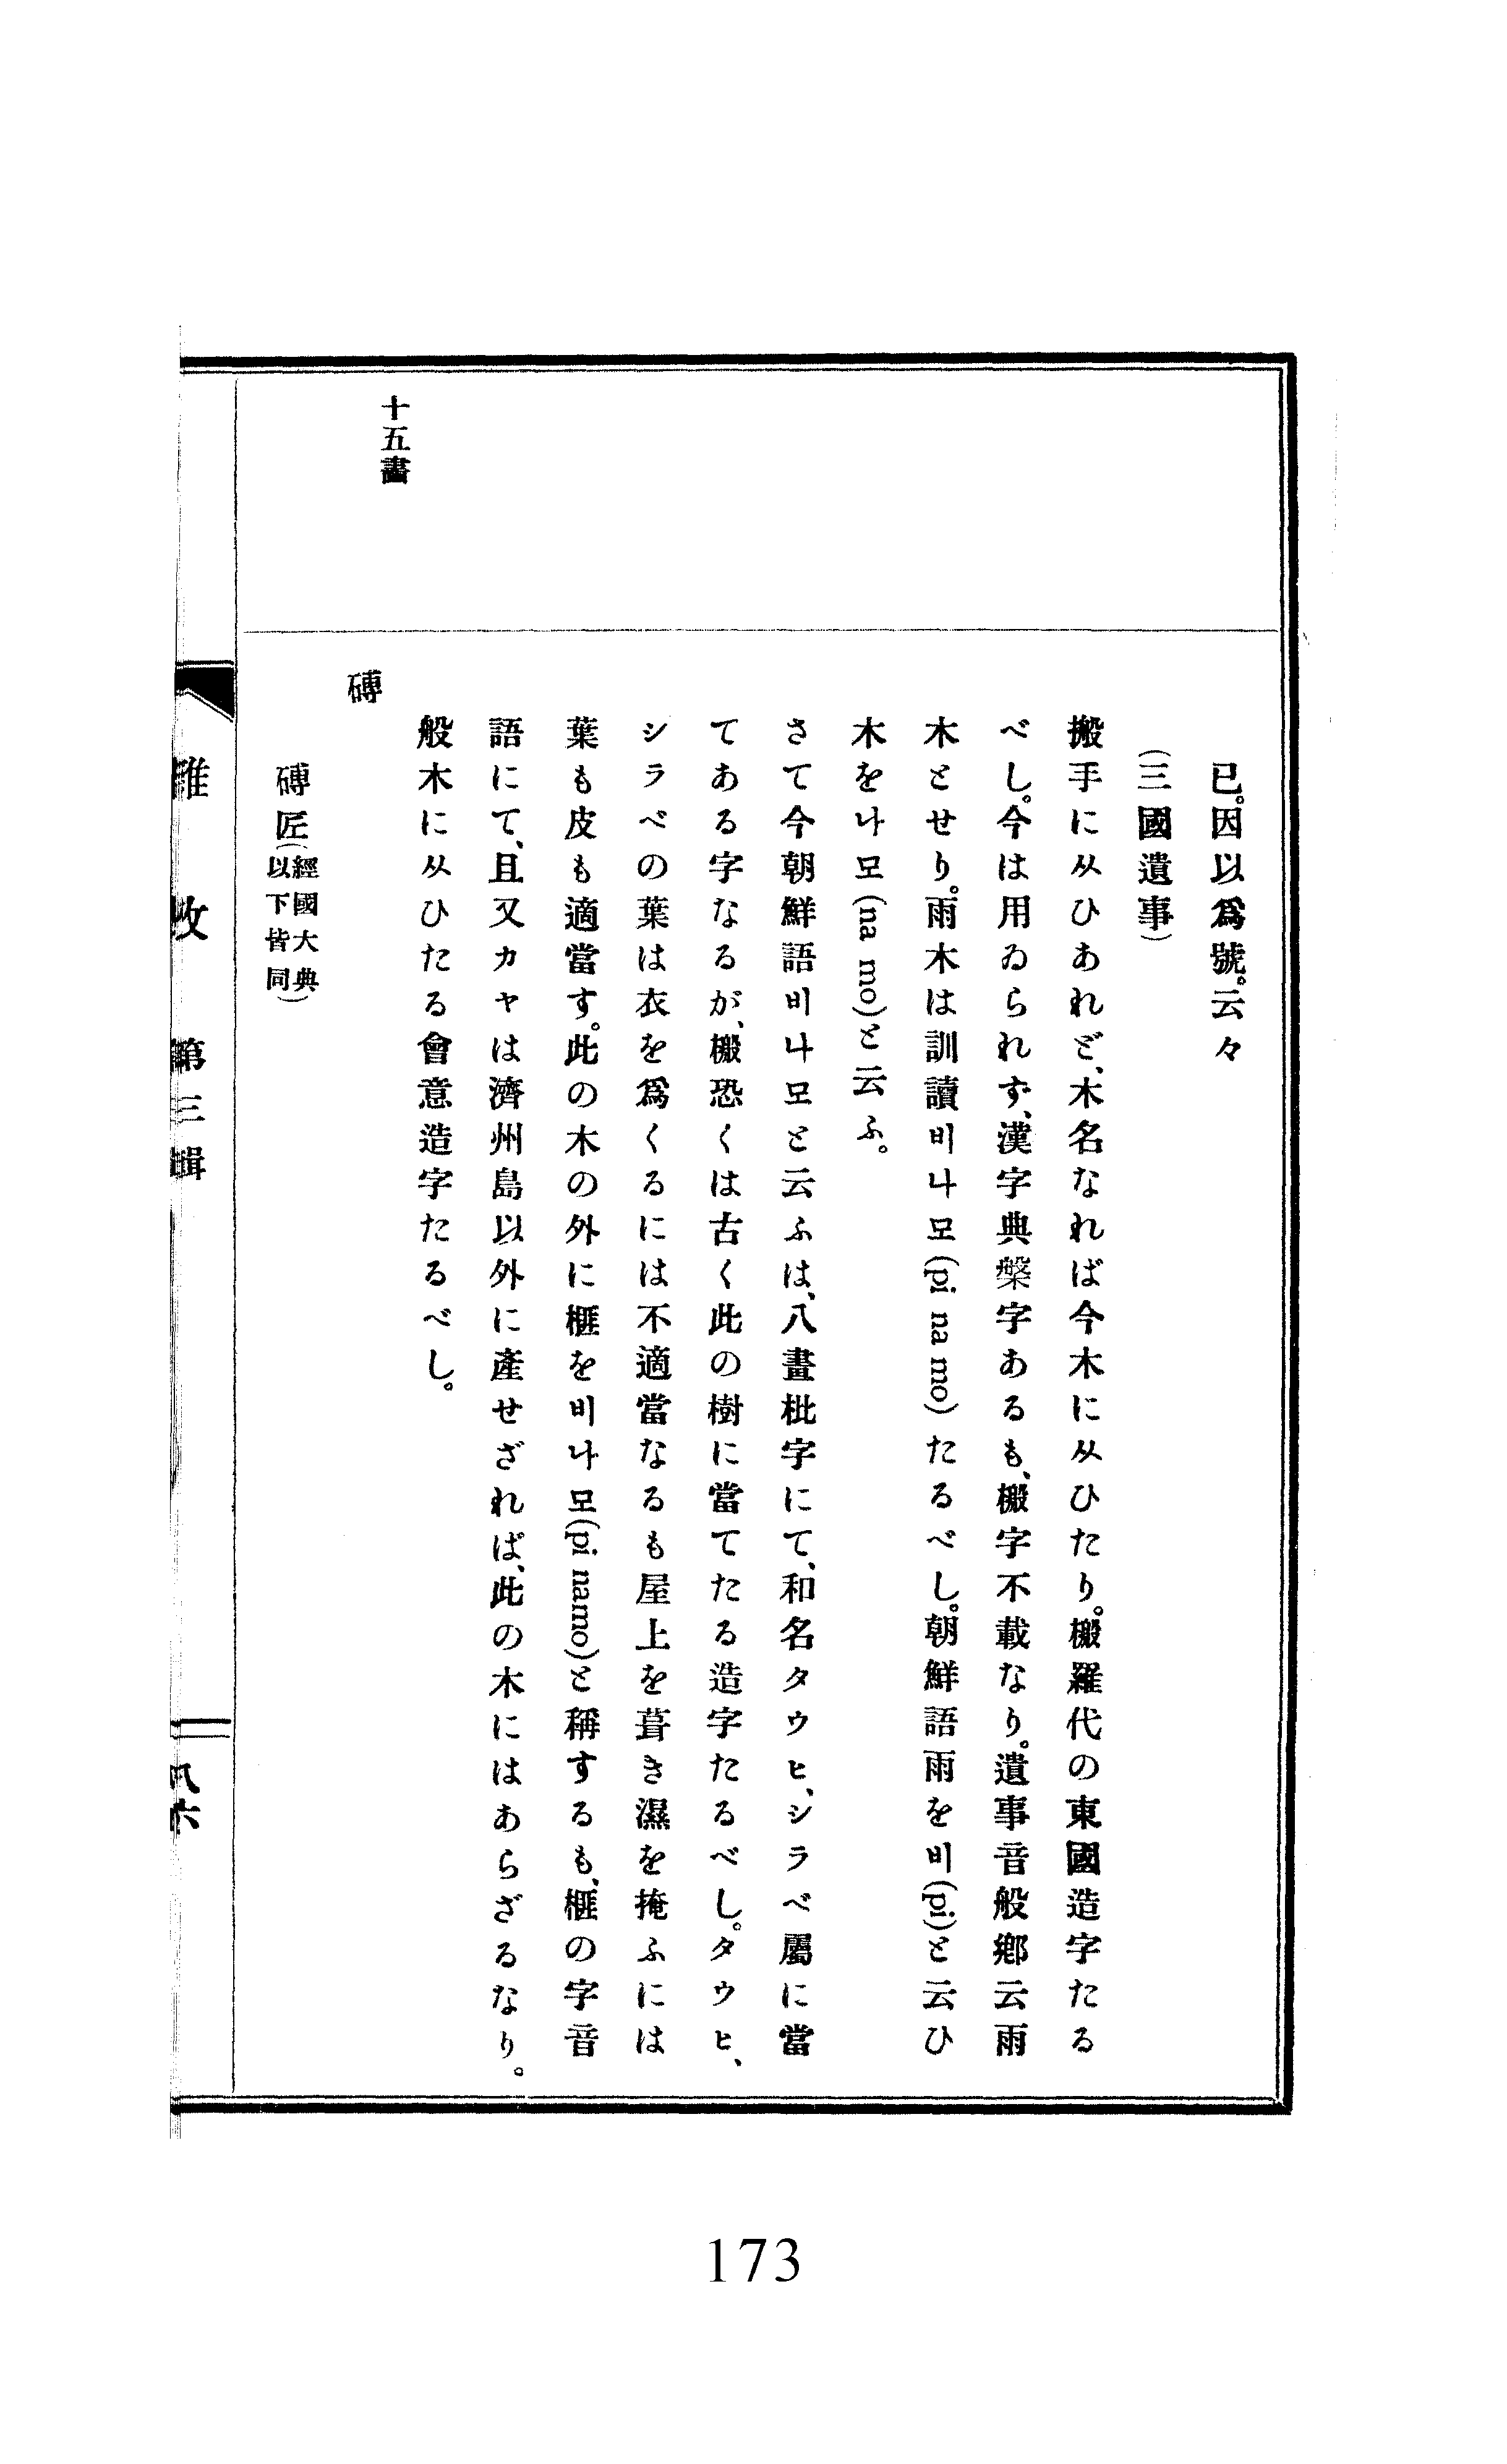 已。因以爲號。云々
(三國遺事)
搬手に从ひあれど、木名なれば今木に从ひたり。⿰木般羅代の東國造字たる
べし。今は用ゐられず、漢字典槃字あるも、⿰木般字不載なり。遺事音般鄕云雨
木とせり。雨木は訓讀비나모(pi na mo)たるべし。朝鮮語雨を비(pi)と云ひ
木を나모(na mo)と云ふ。
さて今朝鮮語비나모と云ふは、八畫枇字にて、和名タウヒ、シラベ屬に當
てある字なるが、⿰木般恐くは古く此の樹に當てたる造字たるべし。タウヒ、
シラベの葉は衣を爲くるには不適當なるも屋上を葺き濕を掩ふには
葉も皮も適當す。此の木の外に榧を비나모(pi namo)と稱するも、榧の字音
語にて、且又カヤは濟州島以外に產せざれば、此の木にはあらざるなり。
般木に从ひたる會意造字たるべし。
十五畫
磚
磚匠(經國大典
以下皆同)
雜攷 第三輯
八六
173